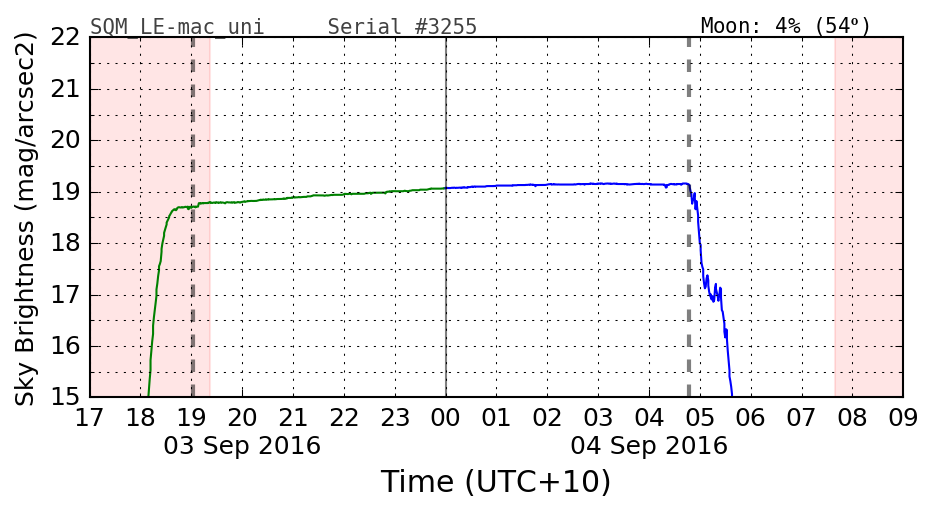 SQM_LE-mac_uni Serial #3255 Moon: 4% (54°)
22
21
20
19
18
17
16
15
Sky Brightness (mag/arcsec2)
17 18 19 20 21 22 23 00 01 02 03 04 05 06 07 08 09
03 Sep 2016 04 Sep 2016
Time (UTC+10)